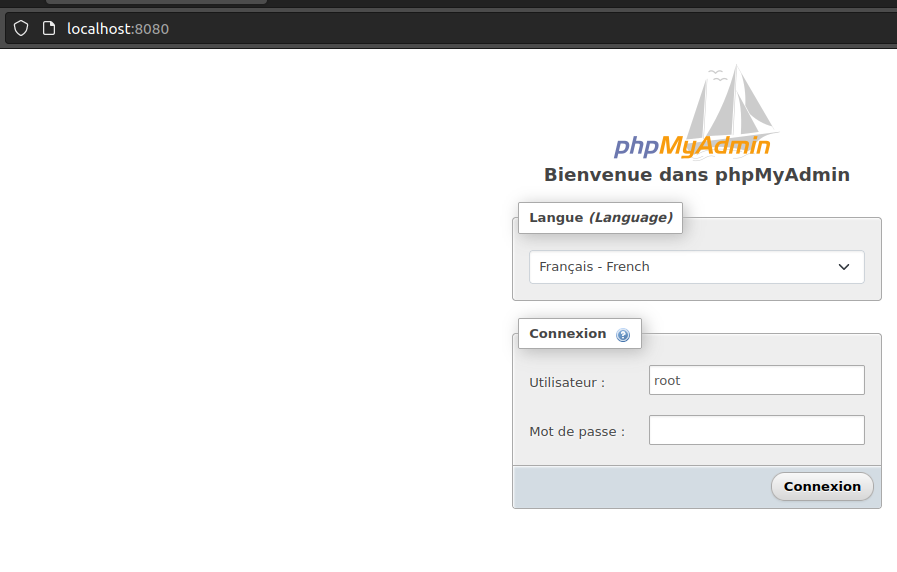 localhost:8080
phpMyAdmin
Bienvenue dans phpMyAdmin
Langue (Language)
Français - French
Connexion
Utilisateur :
root
Mot de passe :
Connexion